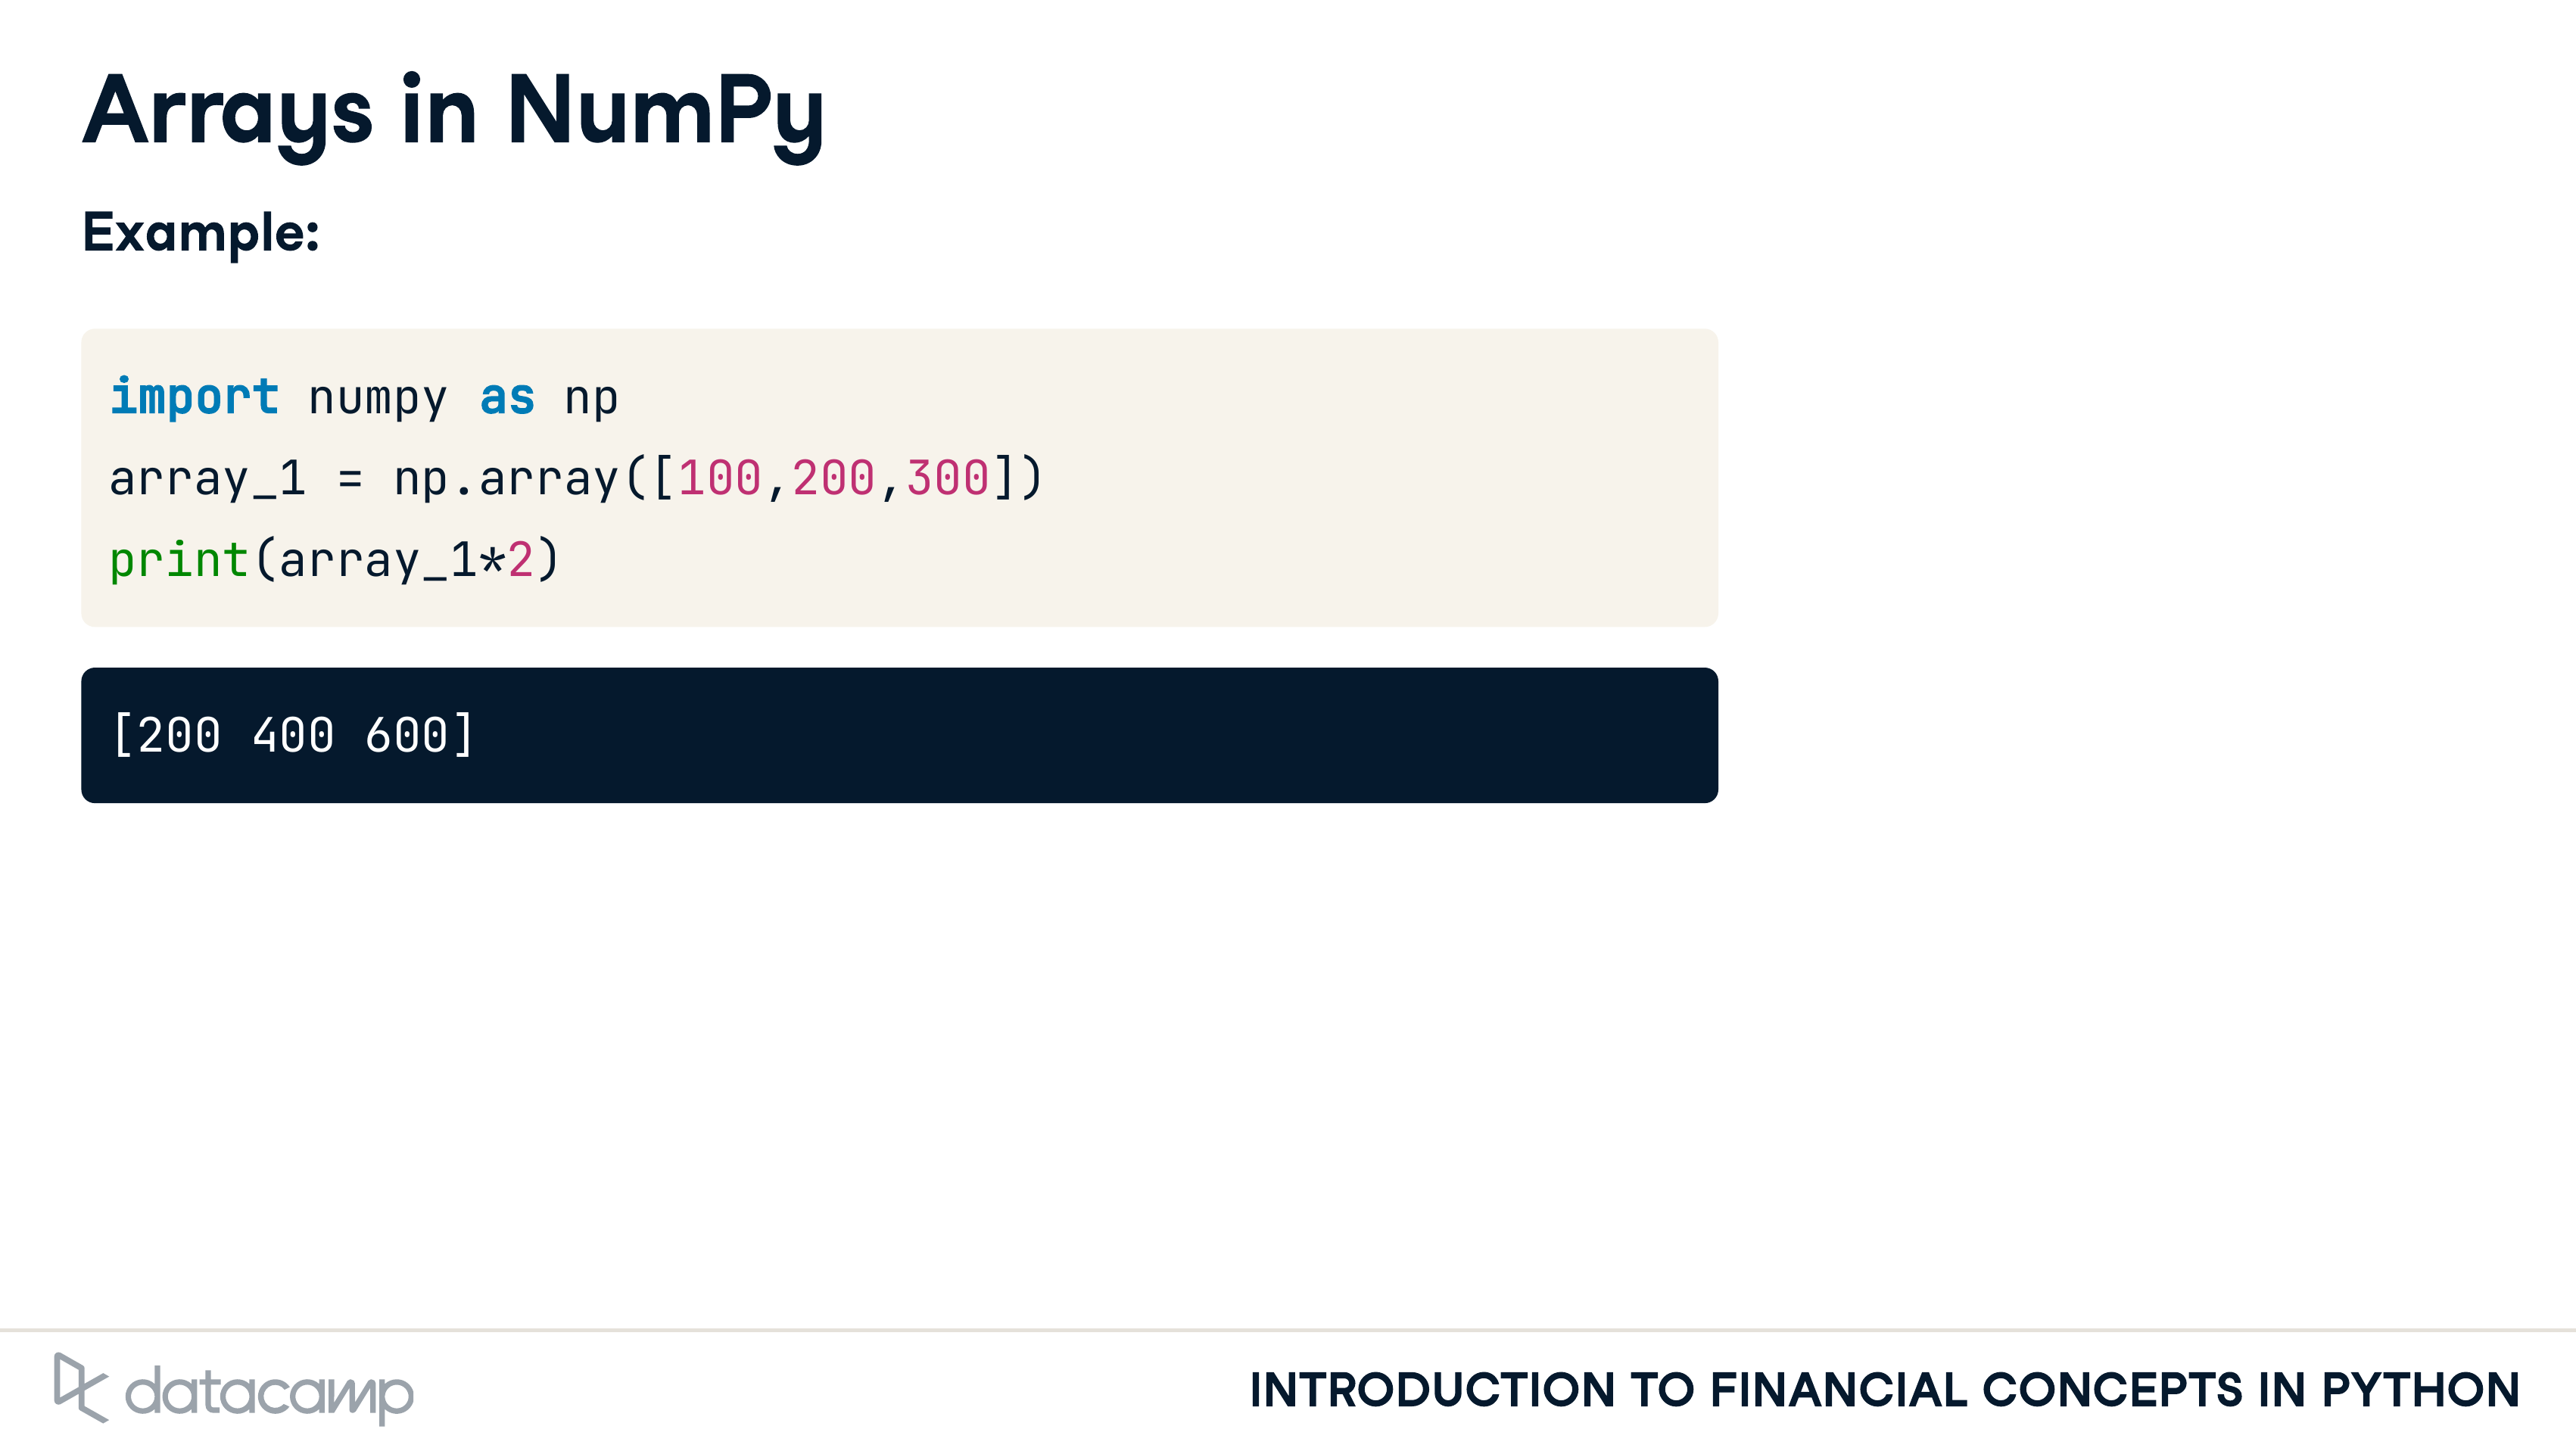 Arrays in NumPy
Example:
import numpy as np
array_1 = np.array([100,200,300])
print(array_1*2)
[200 400 600]
datacamp
INTRODUCTION TO FINANCIAL CONCEPTS IN PYTHON